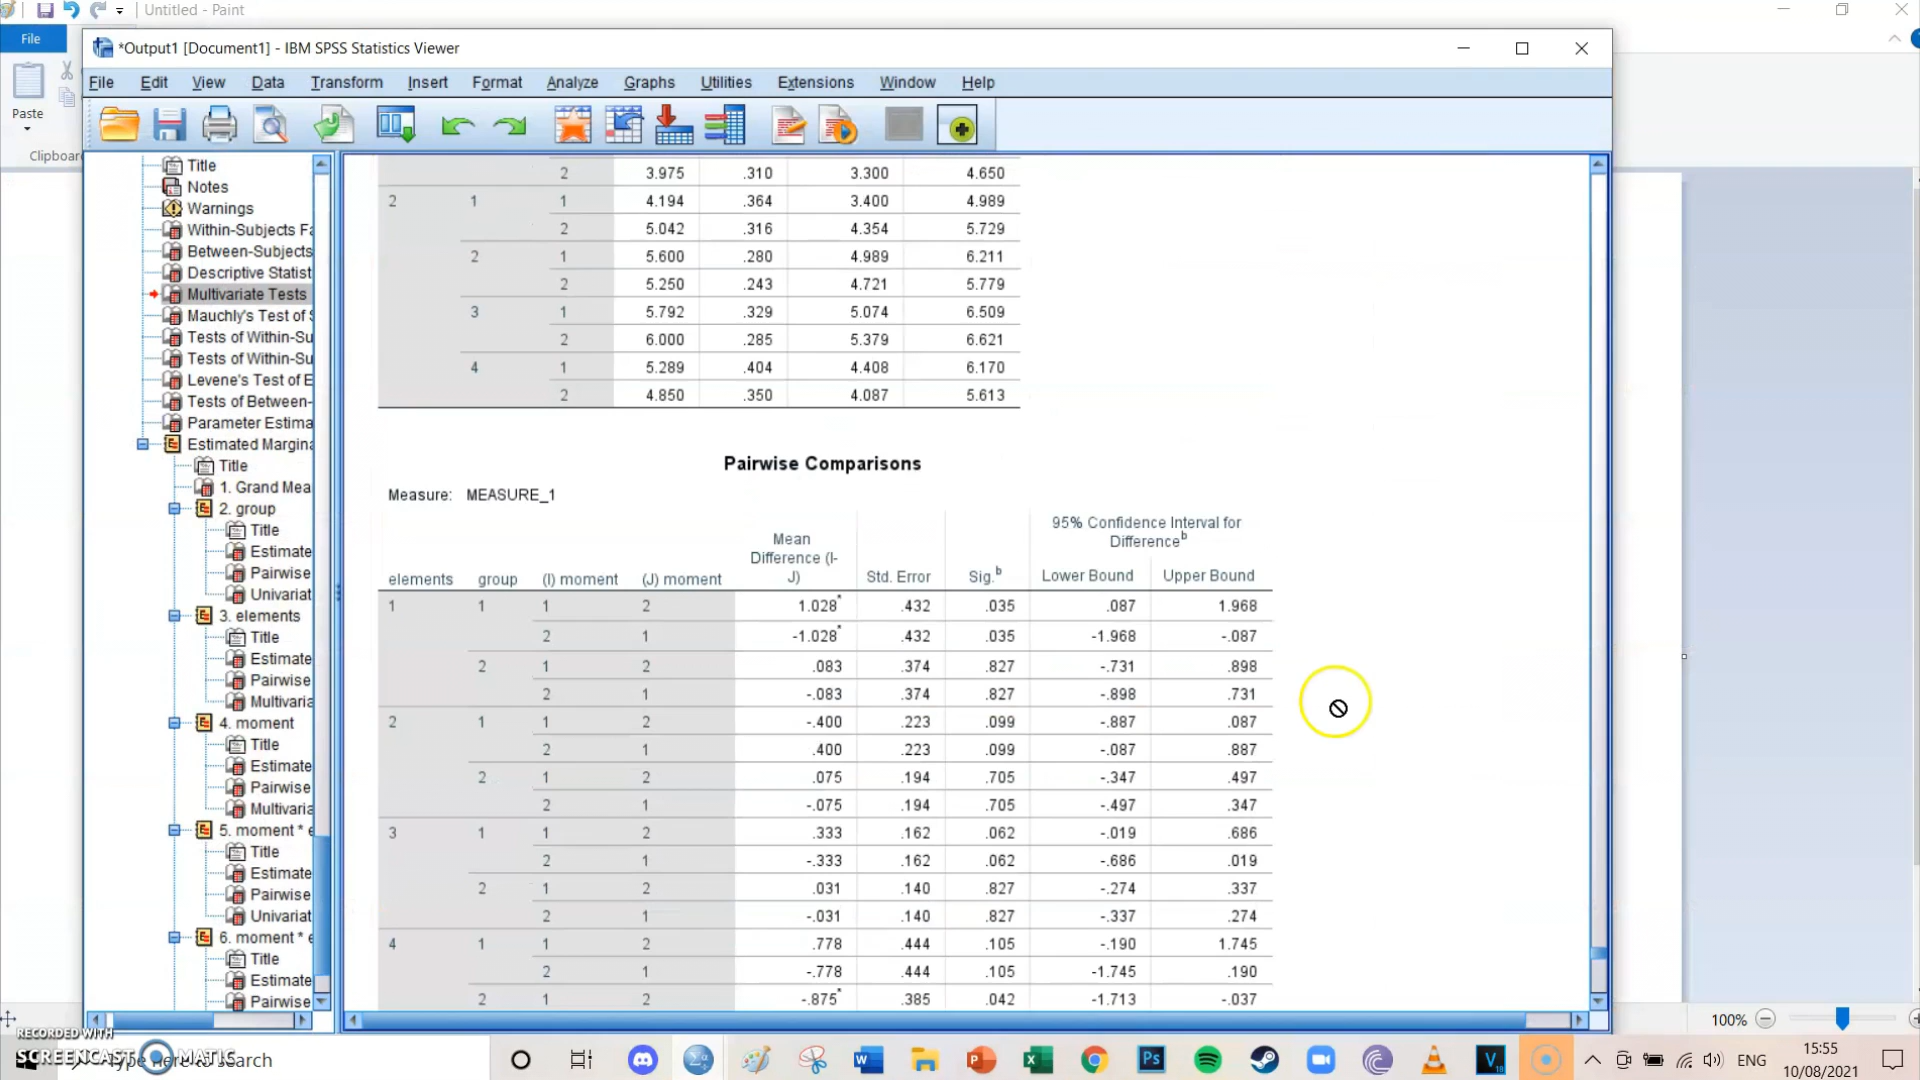 Untitled - Paint
File
Paste
Clipboar
*Output1 [Document1] - IBM SPSS Statistics Viewer
File Edit View Data Transform Insert Format Analyze Graphs Utilities Extensions Window Help
Title
Notes
Warnings
Within-Subjects Fa
Between-Subjects
Descriptive Statist
Multivariate Tests
Mauchly's Test of S
Tests of Within-Su
Tests of Within-Su
Levene's Test of E
Tests of Between-
Parameter Estima
Estimated Margina
Title
1. Grand Mea
2. group
Title
Estimate
Pairwise
Univariat
3. elements
Title
Estimate
Pairwise
Multivaria
4. moment
Title
Estimate
Pairwise
Multivaria
5. moment * e
Title
Estimate
Pairwise
Univariat
6. moment * e
Title
Estimate
Pairwise
2 3.975 .310 3.300 4.650
2 1 1 4.194 .364 3.400 4.989
2 5.042 .316 4.354 5.729
2 1 5.600 .280 4.989 6.211
2 5.250 .243 4.721 5.779
3 1 5.792 .329 5.074 6.509
2 6.000 .285 5.379 6.621
4 1 5.289 .404 4.408 6.170
2 4.850 .350 4.087 5.613
Pairwise Comparisons
Measure: MEASURE_1
95% Confidence Interval for
Difference b
Mean
Difference (I-
J)
elements group (I) moment (J) moment Std. Error Sig. b Lower Bound Upper Bound
1 1 1 2 1.028* .432 .035 .087 1.968
2 1 -1.028* .432 .035 -1.968 -.087
2 1 2 .083 .374 .827 -.731 .898
2 1 -.083 .374 .827 -.898 .731
2 1 1 2 -.400 .223 .099 -.887 .087
2 1 .400 .223 .099 -.087 .887
2 1 2 .075 .194 .705 -.347 .497
2 1 -.075 .194 .705 -.497 .347
3 1 1 2 .333 .162 .062 -.019 .686
2 1 -.333 .162 .062 -.686 .019
2 1 2 .031 .140 .827 -.274 .337
2 1 -.031 .140 .827 -.337 .274
4 1 1 2 .778 .444 .105 -.190 1.745
2 1 -.778 .444 .105 -1.745 .190
2 1 2 -.875* .385 .042 -1.713 -.037
100%
RECORDED WITH
SCREENCAST MATIC
Type here to search
W P X Ps V
ENG
15:55
10/08/2021